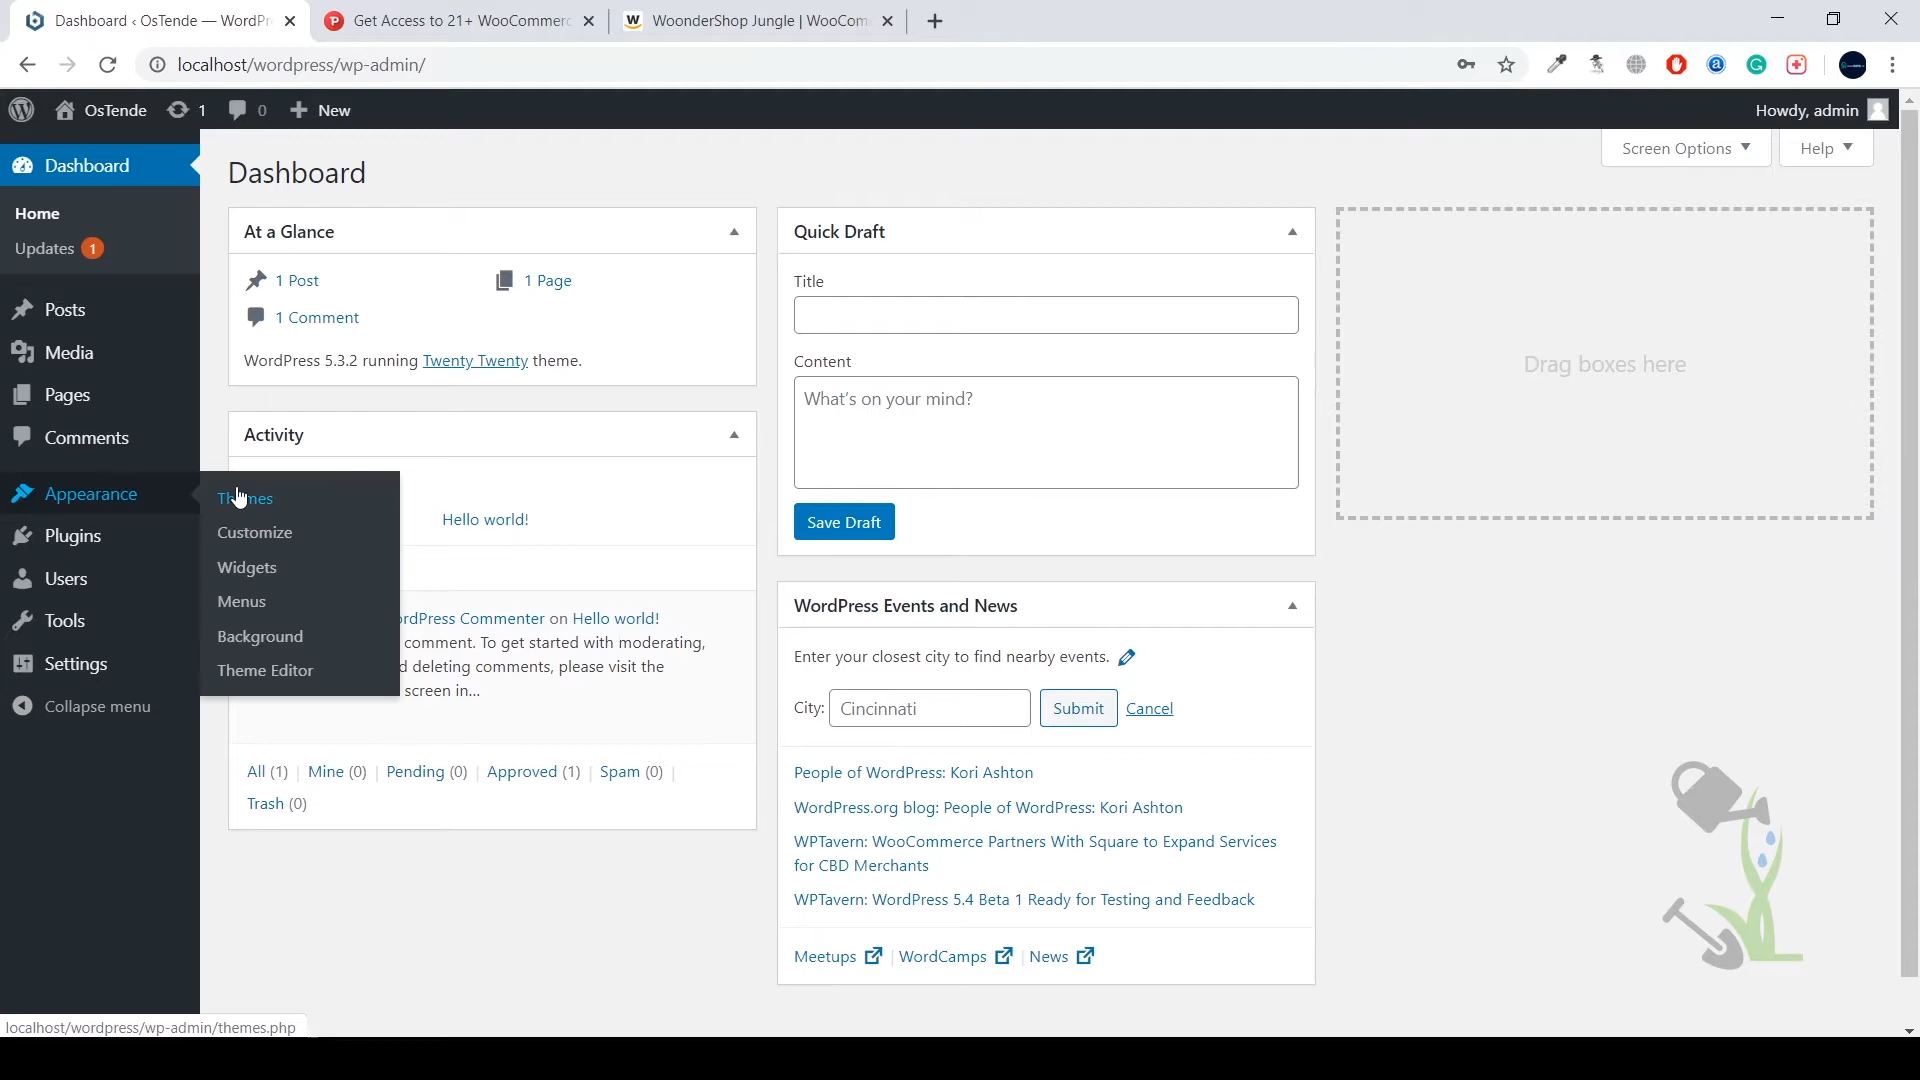 Dashboard ‹ OsTende — WordPr
Get Access to 21+ WooCommerc
WoonderShop Jungle | WooCom
localhost/wordpress/wp-admin/
OsTende
1
0
New
Howdy, admin
Dashboard
Home
Updates 1
Posts
Media
Pages
Comments
Appearance
Plugins
Users
Tools
Settings
Collapse menu
Customize
Widgets
Menus
Background
Theme Editor
Dashboard
Screen Options
Help
At a Glance
1 Post
1 Page
1 Comment
WordPress 5.3.2 running Twenty Twenty theme.
Activity
Hello world!
rdPress Commenter on Hello world!
comment. To get started with moderating,
d deleting comments, please visit the
screen in...
All (1) | Mine (0) | Pending (0) | Approved (1) | Spam (0) |
Trash (0)
Quick Draft
Title
Content
What's on your mind?
Save Draft
WordPress Events and News
Enter your closest city to find nearby events.
City: Cincinnati Submit Cancel
People of WordPress: Kori Ashton
WordPress.org blog: People of WordPress: Kori Ashton
WPTavern: WooCommerce Partners With Square to Expand Services
for CBD Merchants
WPTavern: WordPress 5.4 Beta 1 Ready for Testing and Feedback
Meetups | WordCamps | News
Drag boxes here
localhost/wordpress/wp-admin/themes.php